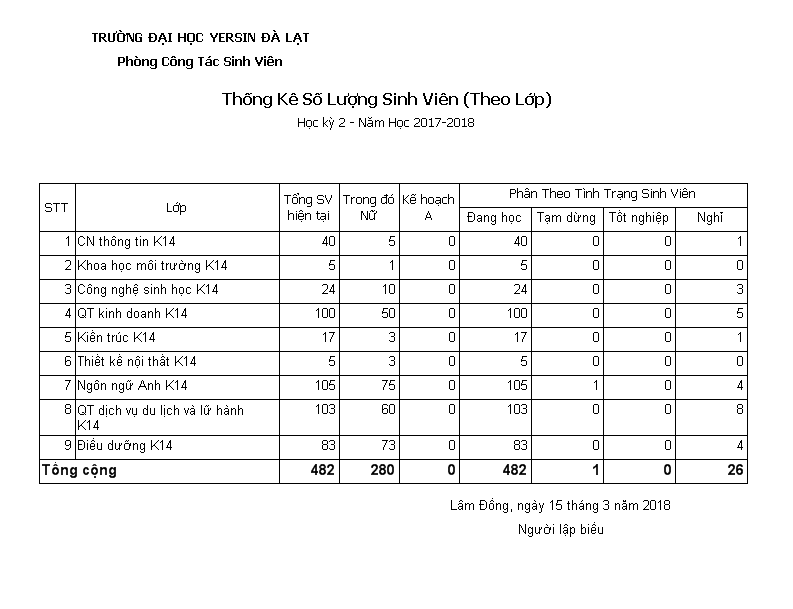 TRƯỜNG ĐẠI HỌC YERSIN ĐÀ LẠT
Phòng Công Tác Sinh Viên
Thống Kê Số Lượng Sinh Viên (Theo Lớp)
Học kỳ 2 - Năm Học 2017-2018
STT Lớp Tổng SV hiện tại Trong đó Nữ Kế hoạch A Phân Theo Tình Trạng Sinh Viên
Đang học Tạm dừng Tốt nghiệp Nghỉ
1 CN thông tin K14 40 5 0 40 0 0 1
2 Khoa học môi trường K14 5 1 0 5 0 0 0
3 Công nghệ sinh học K14 24 10 0 24 0 0 3
4 QT kinh doanh K14 100 50 0 100 0 0 5
5 Kiến trúc K14 17 3 0 17 0 0 1
6 Thiết kế nội thất K14 5 3 0 5 0 0 0
7 Ngôn ngữ Anh K14 105 75 0 105 1 0 4
8 QT dịch vụ du lịch và lữ hành K14 103 60 0 103 0 0 8
9 Điều dưỡng K14 83 73 0 83 0 0 4
Tổng cộng 482 280 0 482 1 0 26
Lâm Đồng, ngày 15 tháng 3 năm 2018
Người lập biểu